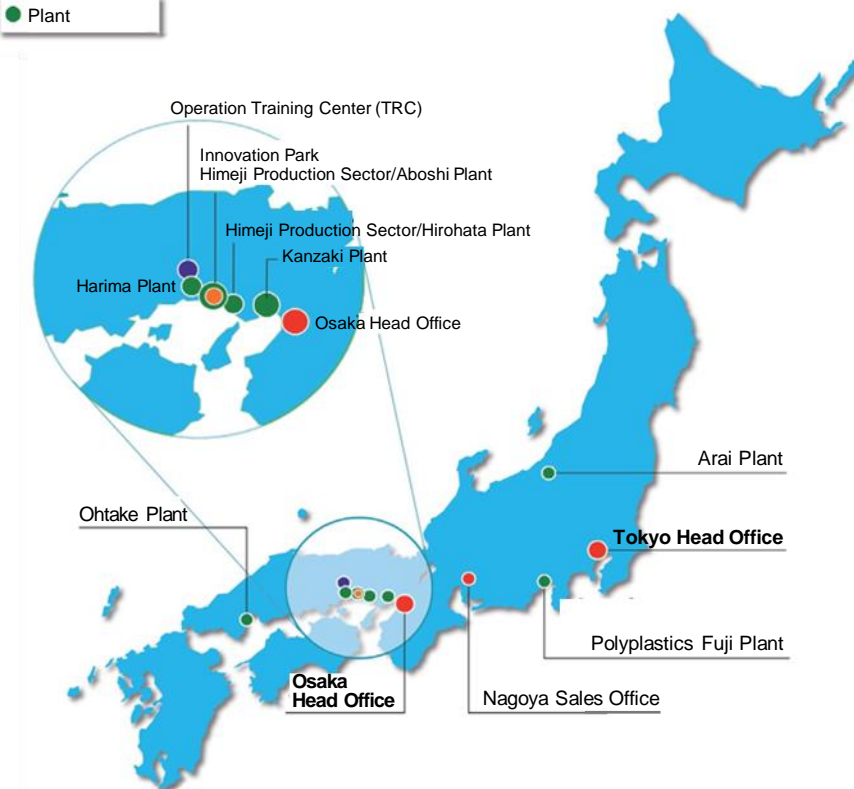 Plant
Operation Training Center (TRC)
Innovation Park
Himeji Production Sector/Aboshi Plant
Himeji Production Sector/Hirohata Plant
Kanzaki Plant
Harima Plant
Osaka Head Office
Arai Plant
Ohtake Plant
Tokyo Head Office
Polyplastics Fuji Plant
Osaka
Head Office
Nagoya Sales Office